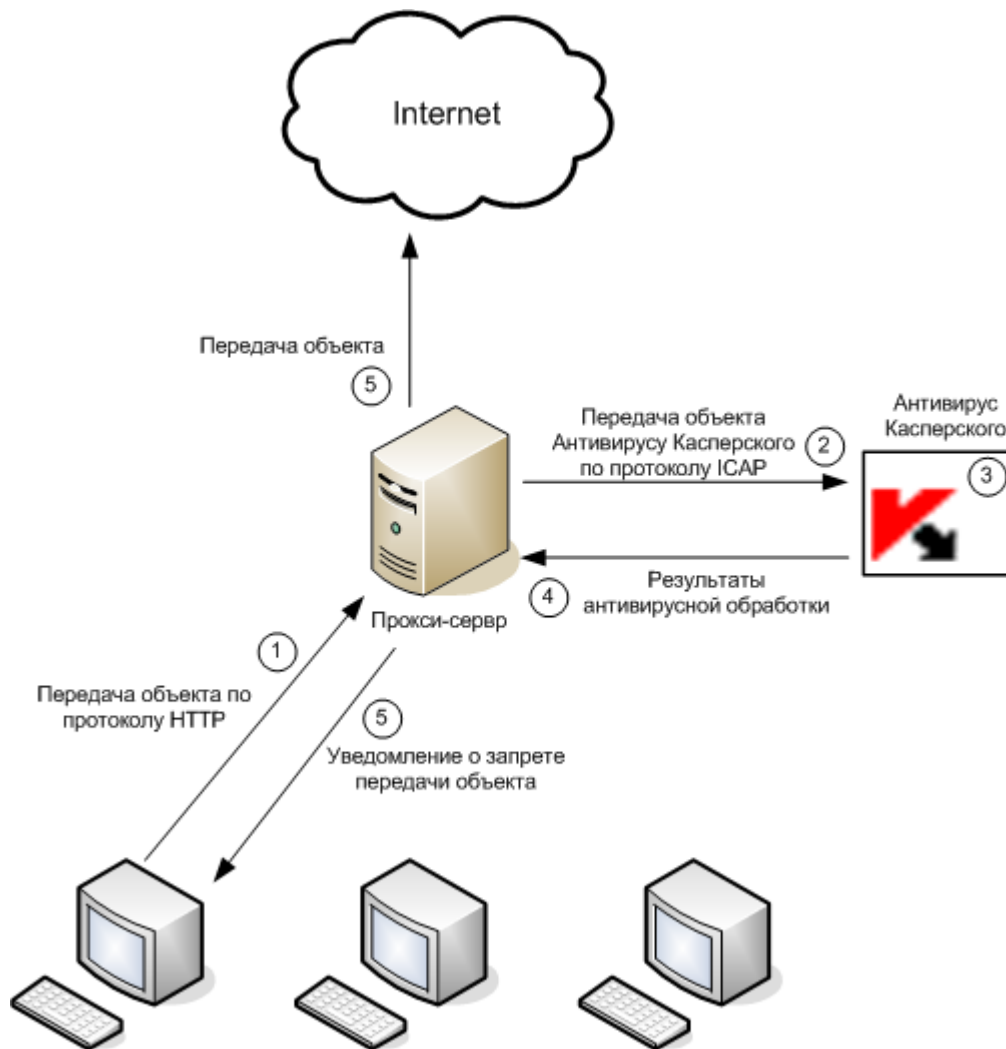 Internet
Передача объекта
5
Передача объекта
Антивирусу Касперского
по протоколу ICAP
2
Антивирус
Касперского
3
4
Результаты
антивирусной обработки
Прокси-сервр
1
Передача объекта по
протоколу HTTP
5
Уведомление о запрете
передачи объекта